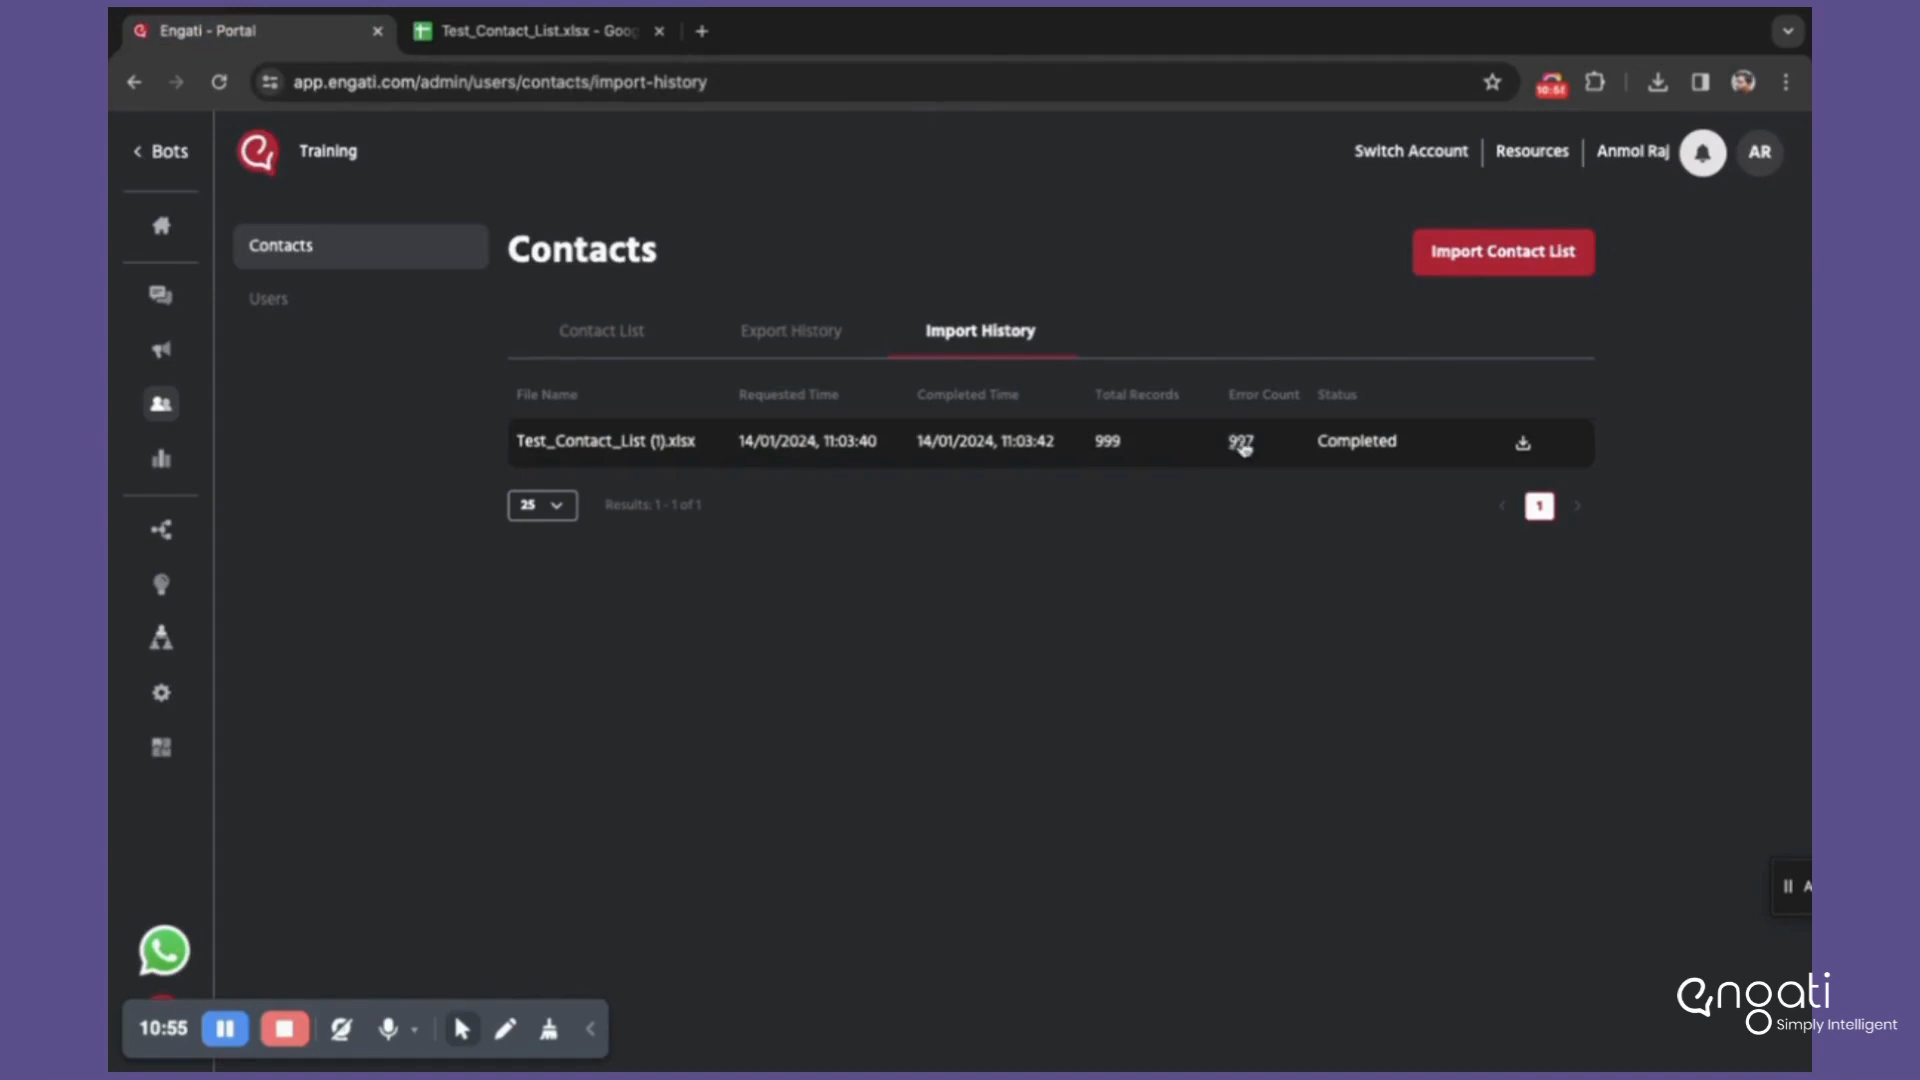 Engati - Portal
Test_Contact_List.xlsx - Goog
app.engati.com/admin/users/contacts/import-history
Bots
Training
Switch Account
Resources
Anmol Raj
AR
Contacts
Users
Contacts
Import Contact List
Contact List
Export History
Import History
File Name
Requested Time
Completed Time
Total Records
Error Count
Status
Test_Contact_List (1).xlsx
14/01/2024, 11:03:40
14/01/2024, 11:03:42
999
997
Completed
25
Results: 1 - 1 of 1
1
A
10:55
engati
Simply Intelligent